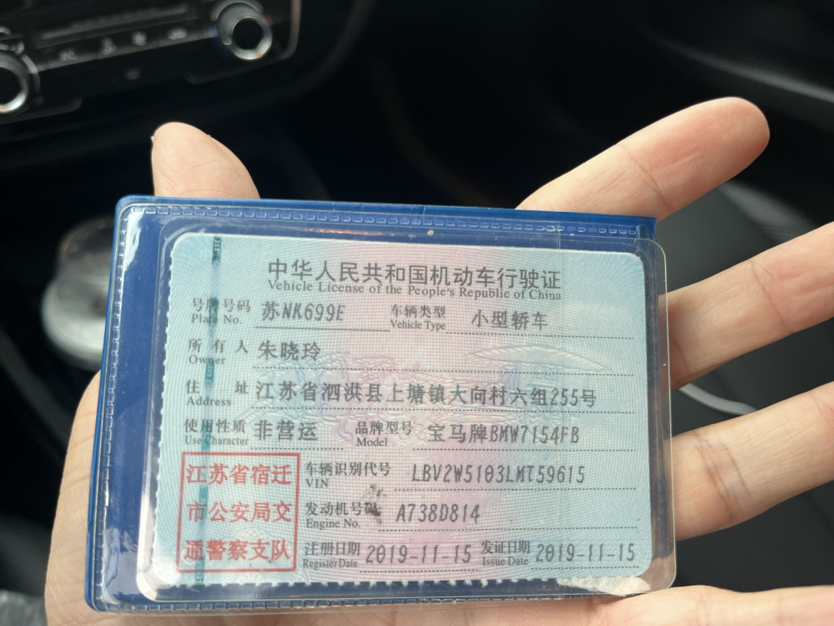 中华人民共和国机动车行驶证
Vehicle License of the People's Republic of China
号牌号码 苏NK699E 车辆类型 小型轿车
Plate No. Vehicle Type
所有人 朱晓玲
Owner
住址 江苏省泗洪县上塘镇大向村六组255号
Address
使用性质 非营运 品牌型号 宝马牌BMW7154FB
Use Character Model
江苏省宿迁 车辆识别代号 LBV2W5103LMT59615
VIN
市公安局交 发动机号码 A738D814
Engine No.
通警察支队 注册日期 2019-11-15 发证日期 2019-11-15
Register Date Issue Date